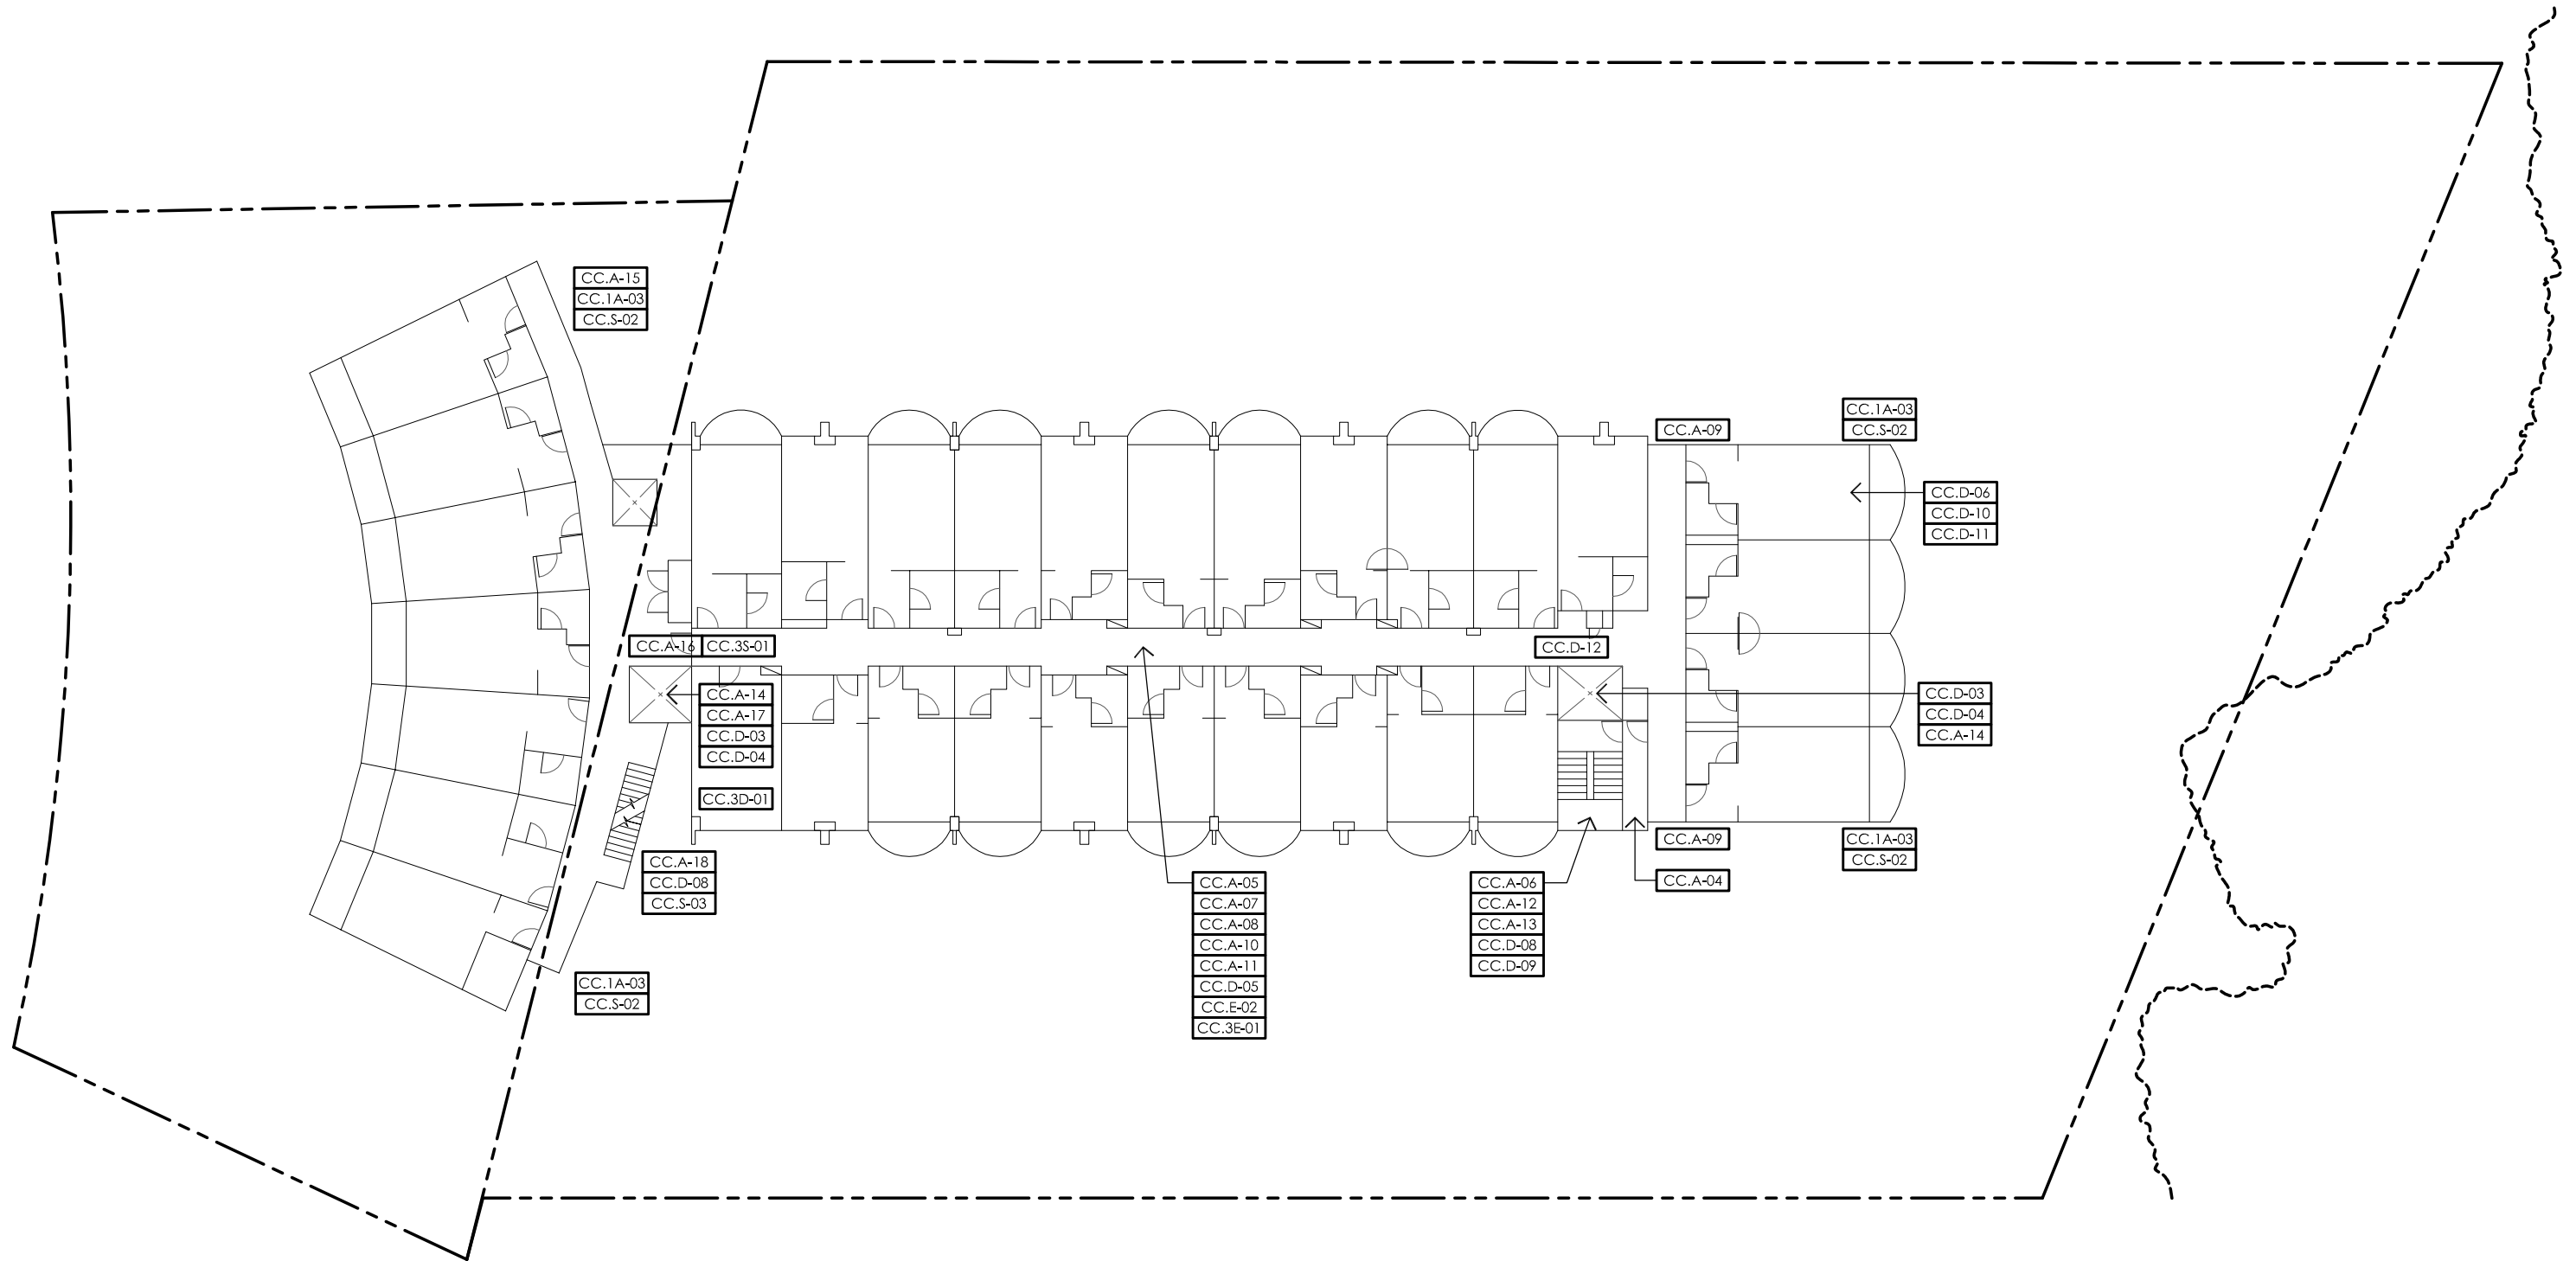 CC.A-15
CC.1A-03
CC.S-02
CC.1A-03
CC.S-02
CC.A-09
CC.D-06
CC.D-10
CC.D-11
CC.A-16 CC.3S-01
CC.D-12
CC.A-14
CC.A-17
CC.D-03
CC.D-04
CC.D-03
CC.D-04
CC.A-14
CC.3D-01
CC.A-09
CC.1A-03
CC.S-02
CC.A-18
CC.D-08
CC.S-03
CC.A-05
CC.A-07
CC.A-08
CC.A-10
CC.A-11
CC.D-05
CC.E-02
CC.3E-01
CC.A-06
CC.A-12
CC.A-13
CC.D-08
CC.D-09
CC.A-04
CC.1A-03
CC.S-02